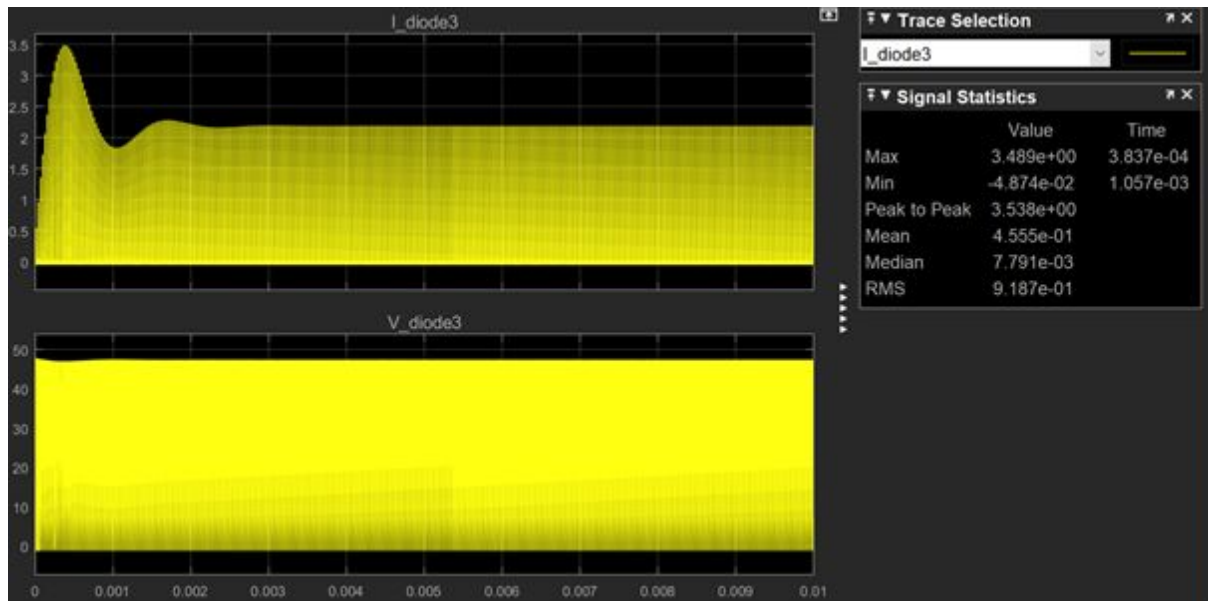 I_diode3
3.5
3
2.5
2
1.5
1
0.5
0
V_diode3
50
40
30
20
10
0
0 0.001 0.002 0.003 0.004 0.005 0.006 0.007 0.008 0.009 0.01
Trace Selection
I_diode3
Signal Statistics
Value Time
Max 3.489e+00 3.837e-04
Min -4.874e-02 1.057e-03
Peak to Peak 3.538e+00
Mean 4.555e-01
Median 7.791e-03
RMS 9.187e-01